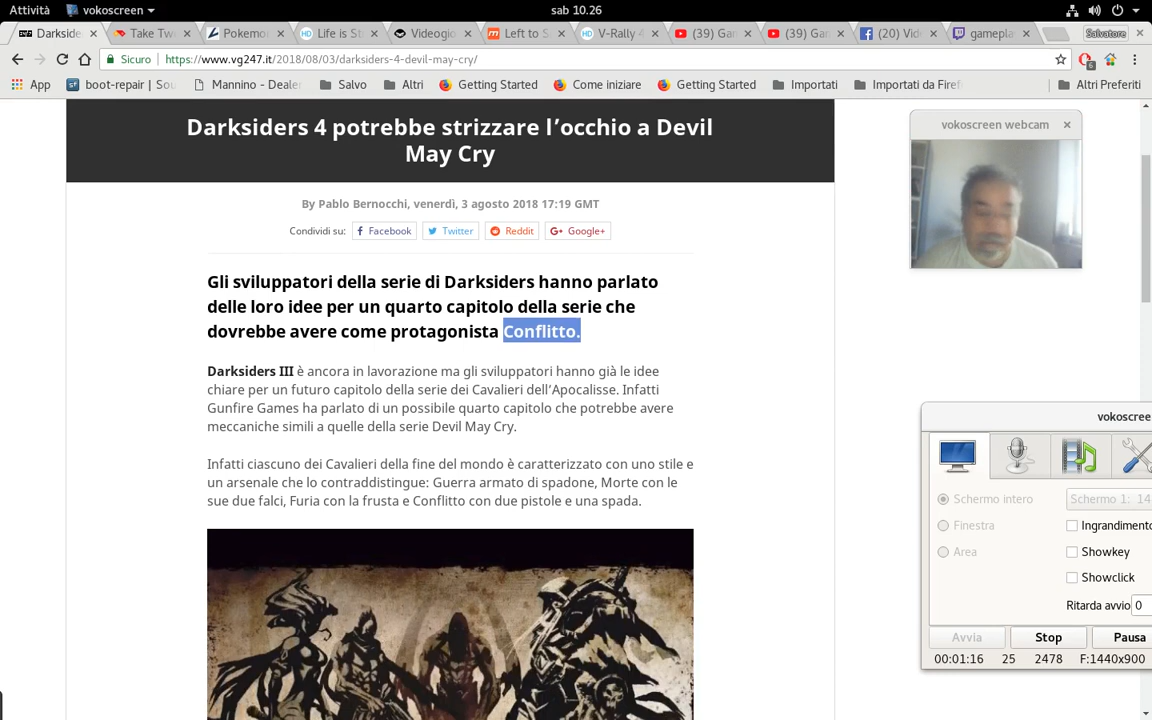 Attività vokoscreen sab 10.26
Darkside Take Two Pokemo Life is St Videogio Left to S V-Rally 4 (39) Gam (39) Gam (20) Vid gamepla Salvatore
Sicuro https://www.vg247.it/2018/08/03/darksiders-4-devil-may-cry/ 6
App boot-repair | Sou Mannino - Deale Salvo Altri Getting Started Come iniziare Getting Started Importati Importati da Firef Altri Preferiti
Darksiders 4 potrebbe strizzare l’occhio a Devil
May Cry
By Pablo Bernocchi, venerdì, 3 agosto 2018 17:19 GMT
Condividi su: Facebook Twitter Reddit Google+
Gli sviluppatori della serie di Darksiders hanno parlato
delle loro idee per un quarto capitolo della serie che
dovrebbe avere come protagonista Conflitto.
Darksiders III è ancora in lavorazione ma gli sviluppatori hanno già le idee
chiare per un futuro capitolo della serie dei Cavalieri dell’Apocalisse. Infatti
Gunfire Games ha parlato di un possibile quarto capitolo che potrebbe avere
meccaniche simili a quelle della serie Devil May Cry.
Infatti ciascuno dei Cavalieri della fine del mondo è caratterizzato con uno stile e
un arsenale che lo contraddistingue: Guerra armato di spadone, Morte con le
sue due falci, Furia con la frusta e Conflitto con due pistole e una spada.
vokoscreen webcam
vokoscree
Schermo intero Schermo 1: 14
Finestra Ingrandimento
Area Showkey
Showclick
Ritarda avvio 0
Avvia Stop Pausa
00:01:16 25 2478 F:1440x900